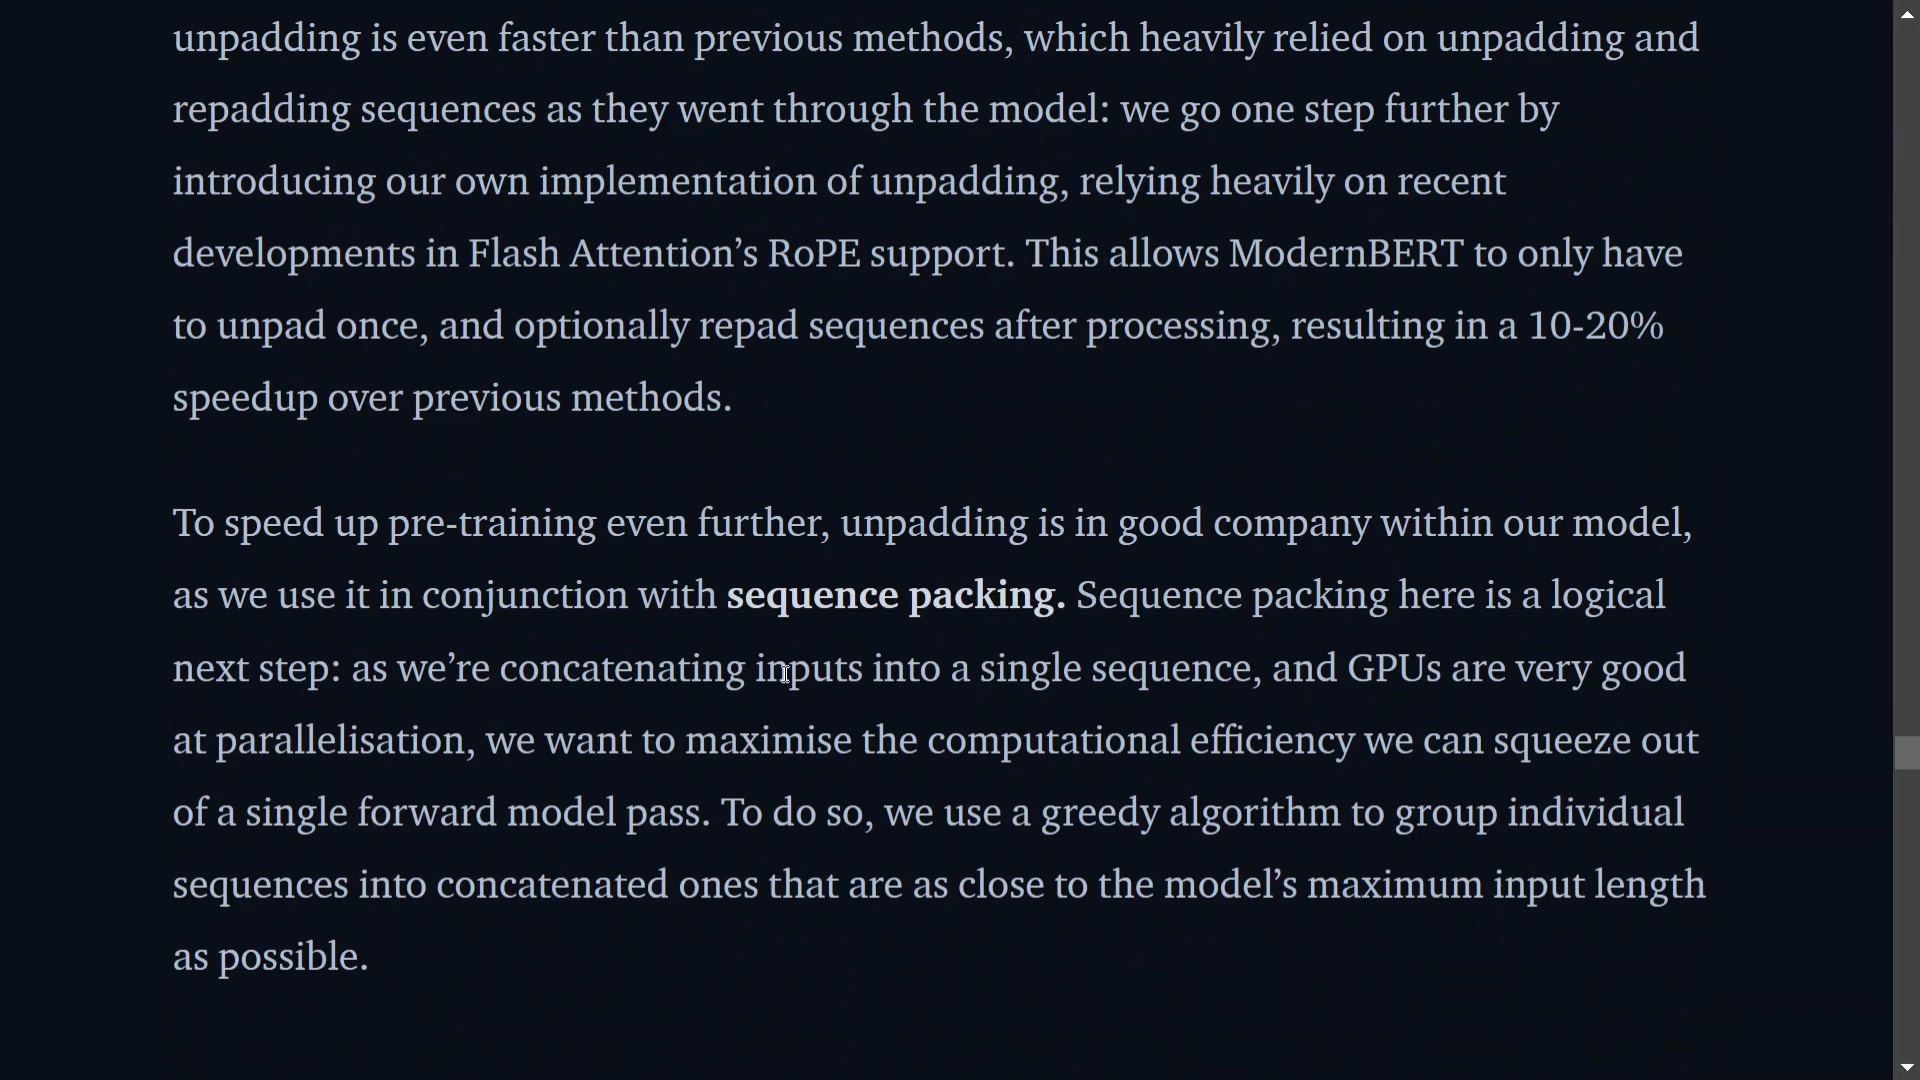 unpadding is even faster than previous methods, which heavily relied on unpadding and
repadding sequences as they went through the model: we go one step further by
introducing our own implementation of unpadding, relying heavily on recent
developments in Flash Attention’s RoPE support. This allows ModernBERT to only have
to unpad once, and optionally repad sequences after processing, resulting in a 10-20%
speedup over previous methods.
To speed up pre-training even further, unpadding is in good company within our model,
as we use it in conjunction with sequence packing. Sequence packing here is a logical
next step: as we’re concatenating inputs into a single sequence, and GPUs are very good
at parallelisation, we want to maximise the computational efficiency we can squeeze out
of a single forward model pass. To do so, we use a greedy algorithm to group individual
sequences into concatenated ones that are as close to the model’s maximum input length
as possible.